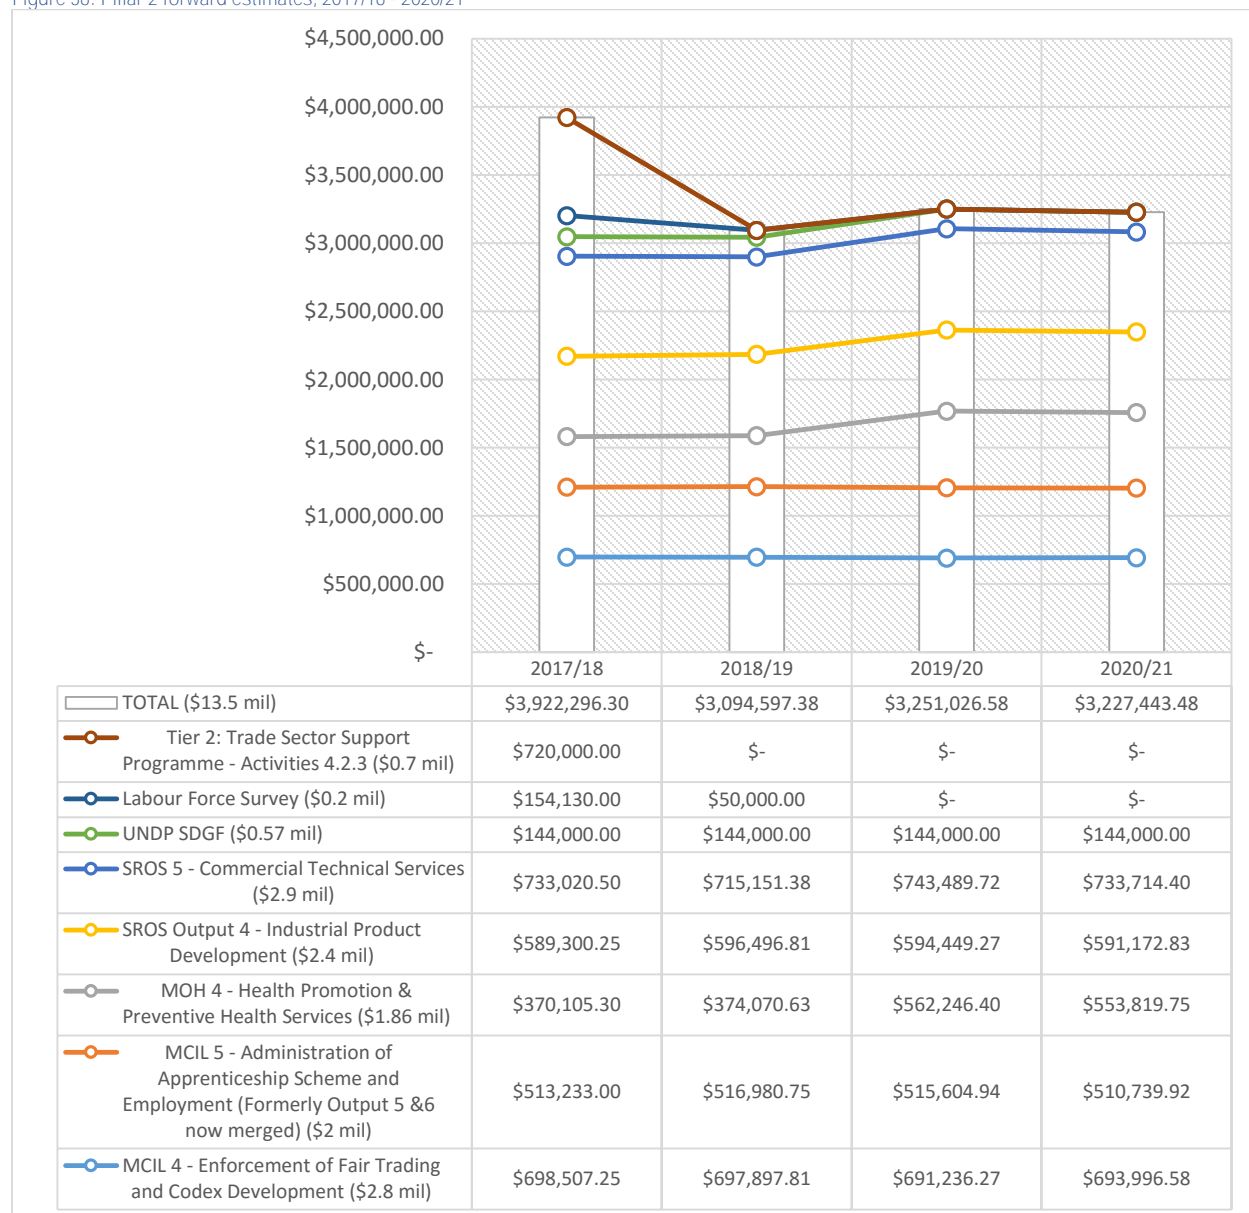 Figure 38: Pillar 2 forward estimates, 2017/18 - 2020/21
$4,500,000.00
$4,000,000.00
$3,500,000.00
$3,000,000.00
$2,500,000.00
$2,000,000.00
$1,500,000.00
$1,000,000.00
$500,000.00
$-
2017/18 2018/19 2019/20 2020/21
TOTAL ($13.5 mil) $3,922,296.30 $3,094,597.38 $3,251,026.58 $3,227,443.48
Tier 2: Trade Sector Support
Programme - Activities 4.2.3 ($0.7 mil) $720,000.00 $- $- $-
Labour Force Survey ($0.2 mil) $154,130.00 $50,000.00 $- $-
UNDP SDGF ($0.57 mil) $144,000.00 $144,000.00 $144,000.00 $144,000.00
SROS 5 - Commercial Technical Services
($2.9 mil) $733,020.50 $715,151.38 $743,489.72 $733,714.40
SROS Output 4 - Industrial Product
Development ($2.4 mil) $589,300.25 $596,496.81 $594,449.27 $591,172.83
MOH 4 - Health Promotion &
Preventive Health Services ($1.86 mil) $370,105.30 $374,070.63 $562,246.40 $553,819.75
MCIL 5 - Administration of
Apprenticeship Scheme and
Employment (Formerly Output 5 &6
now merged) ($2 mil) $513,233.00 $516,980.75 $515,604.94 $510,739.92
MCIL 4 - Enforcement of Fair Trading
and Codex Development ($2.8 mil) $698,507.25 $697,897.81 $691,236.27 $693,996.58